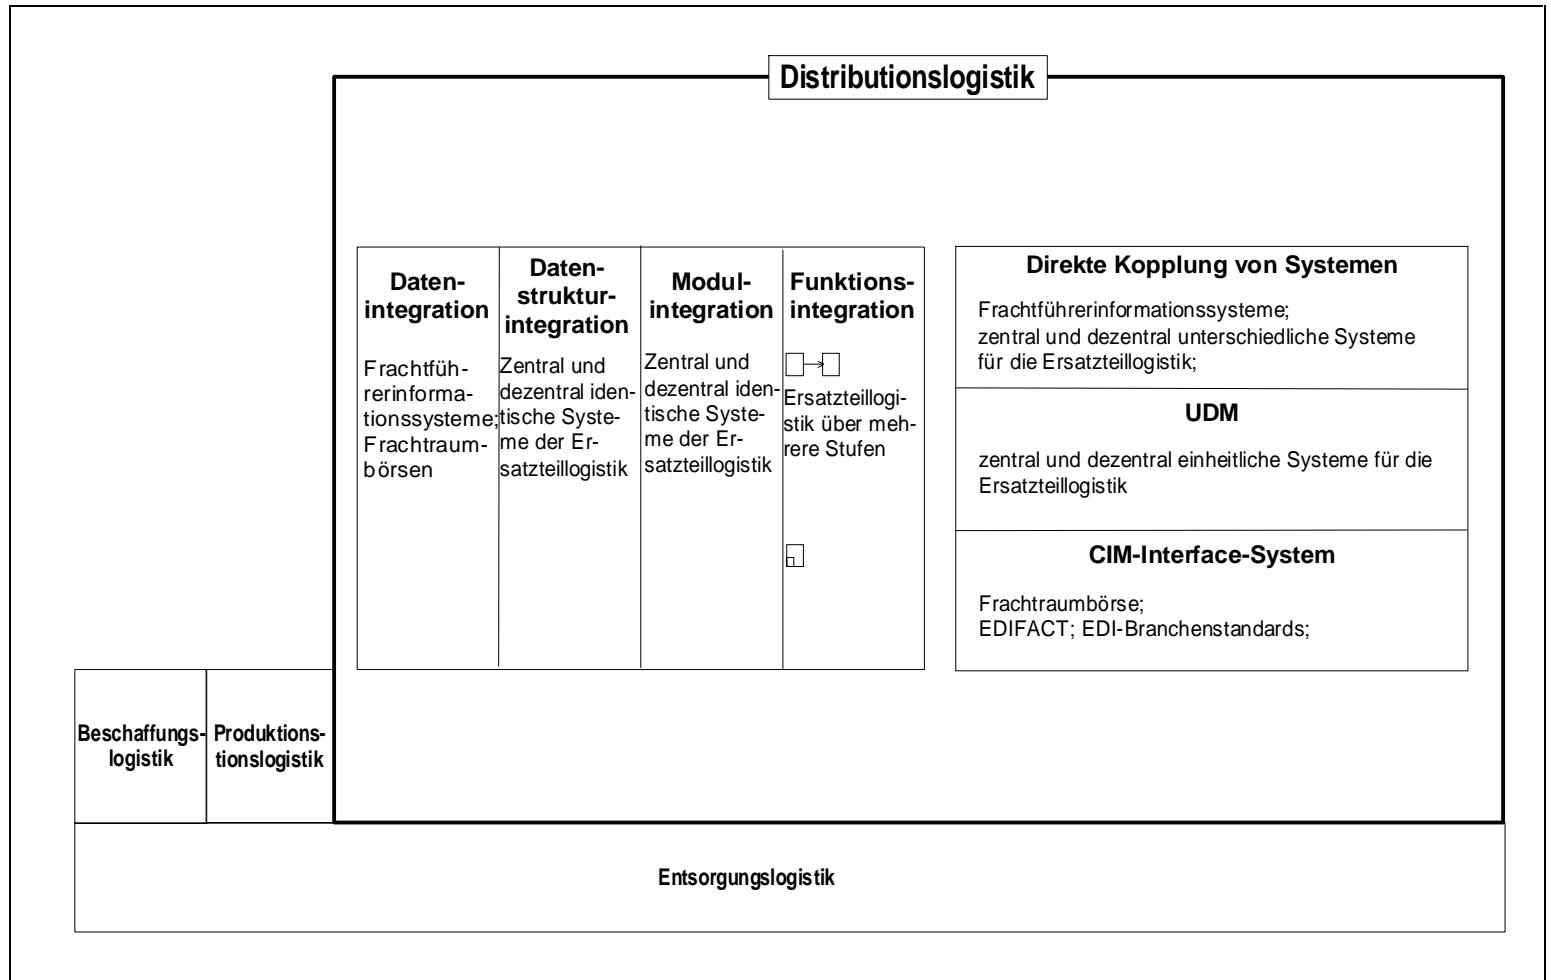 Distributionslogistik
Daten-
integration
Frachtfüh-
rerinforma-
tionssysteme;
Frachtraum-
börsen
Daten-
struktur-
integration
Zentral und
dezentral iden-
tische Syste-
me der Er-
satzteillogistik
Modul-
integration
Zentral und
dezentral iden-
tische Syste-
me der Er-
satzteillogistik
Funktions-
integration
Ersatzteillogi-
stik über meh-
rere Stufen
Direkte Kopplung von Systemen
Frachtführerinformationssysteme;
zentral und dezentral unterschiedliche Systeme
für die Ersatzteillogistik;
UDM
zentral und dezentral einheitliche Systeme für die
Ersatzteillogistik
CIM-Interface-System
Frachtraumbörse;
EDIFACT; EDI-Branchenstandards;
Beschaffungs-
logistik
Produktions-
tionslogistik
Entsorgungslogistik